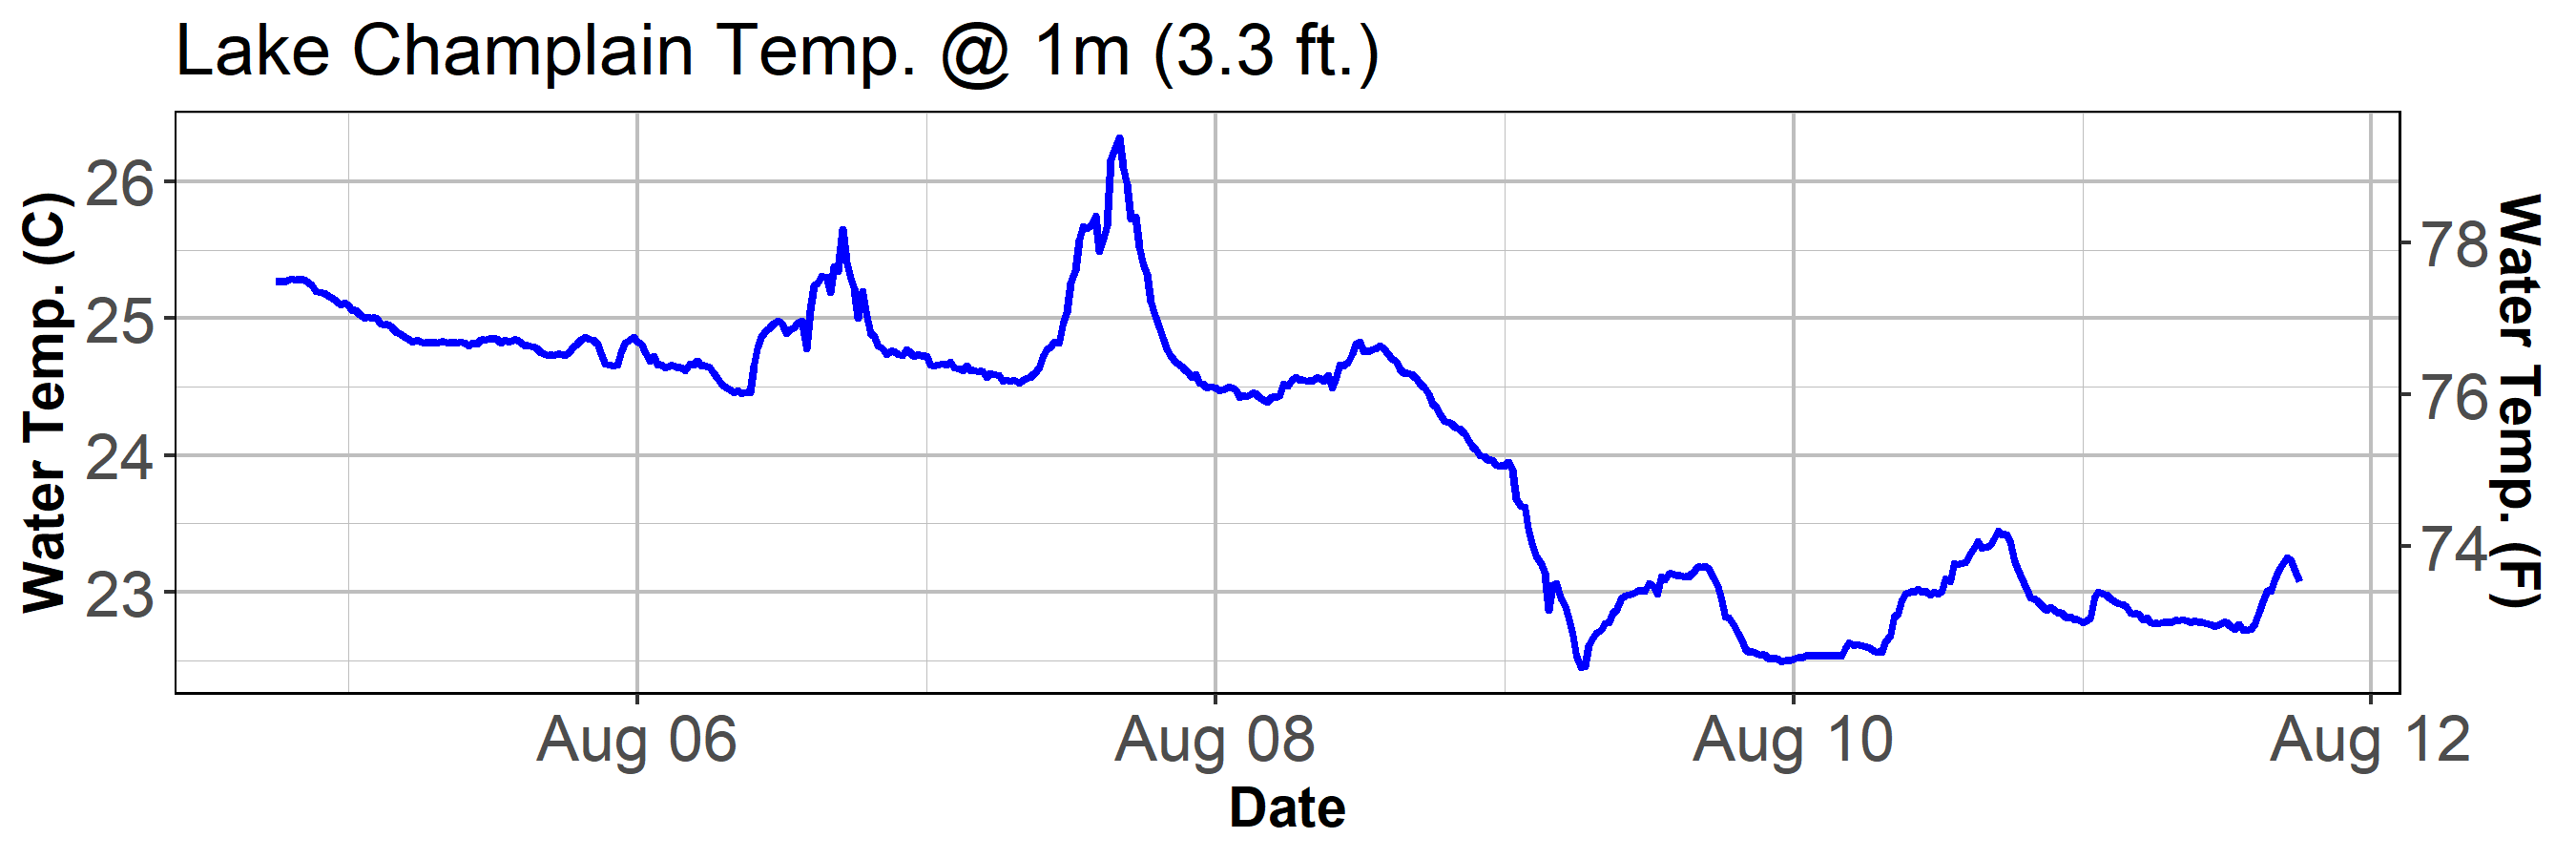 Lake Champlain Temp. @ 1m (3.3 ft.)
Water Temp. (C)
26
25
24
23
78
76
74
Water Temp. (F)
Aug 06
Aug 08
Aug 10
Aug 12
Date